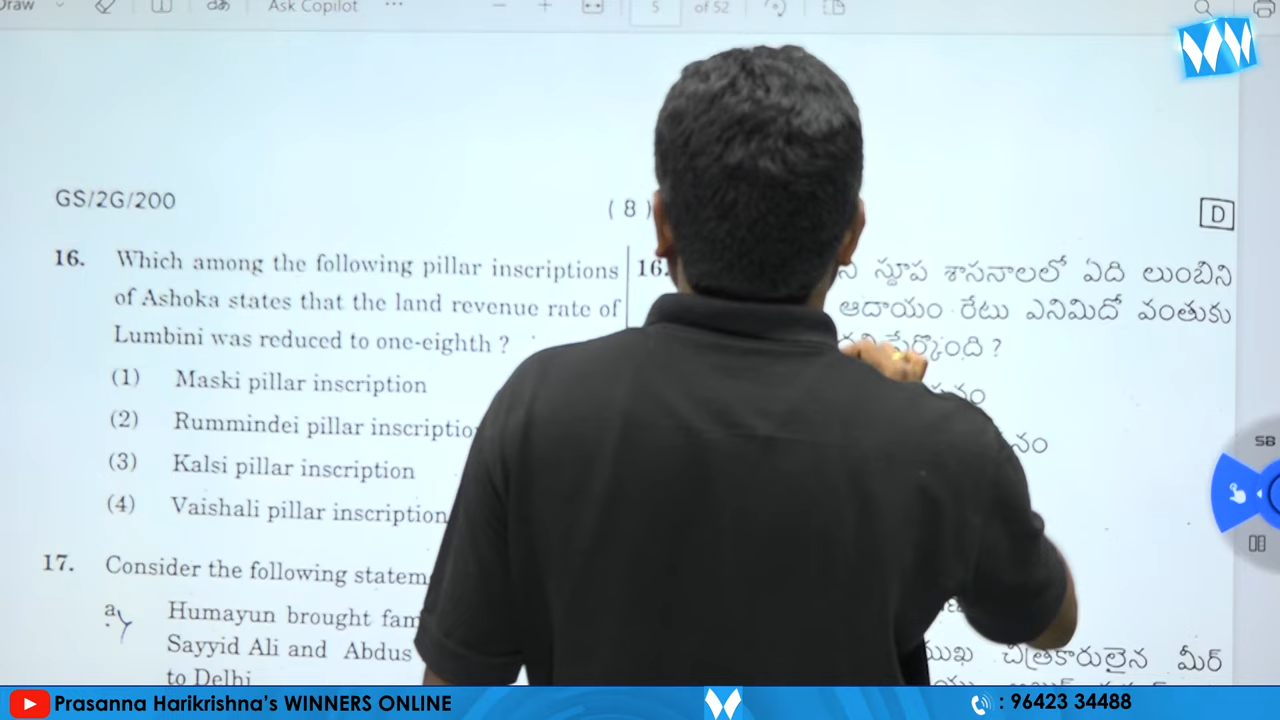 Draw
Ask Copilot
5
of 52
GS/2G/200
( 8 )
D
16. Which among the following pillar inscriptions
of Ashoka states that the land revenue rate of
Lumbini was reduced to one-eighth ?
(1) Maski pillar inscription
(2) Rummindei pillar inscriptio
(3) Kalsi pillar inscription
(4) Vaishali pillar inscription
17. Consider the following statem
a. Humayun brought fam
Sayyid Ali and Abdus
to Delhi
16.
స్థూప శాసనాలలో ఏది లుంబిని
ఆదాయం రేటు ఎనిమిదో వంతుకు
చిత్రకారులైన మీర్
Prasanna Harikrishna's WINNERS ONLINE
: 96423 34488